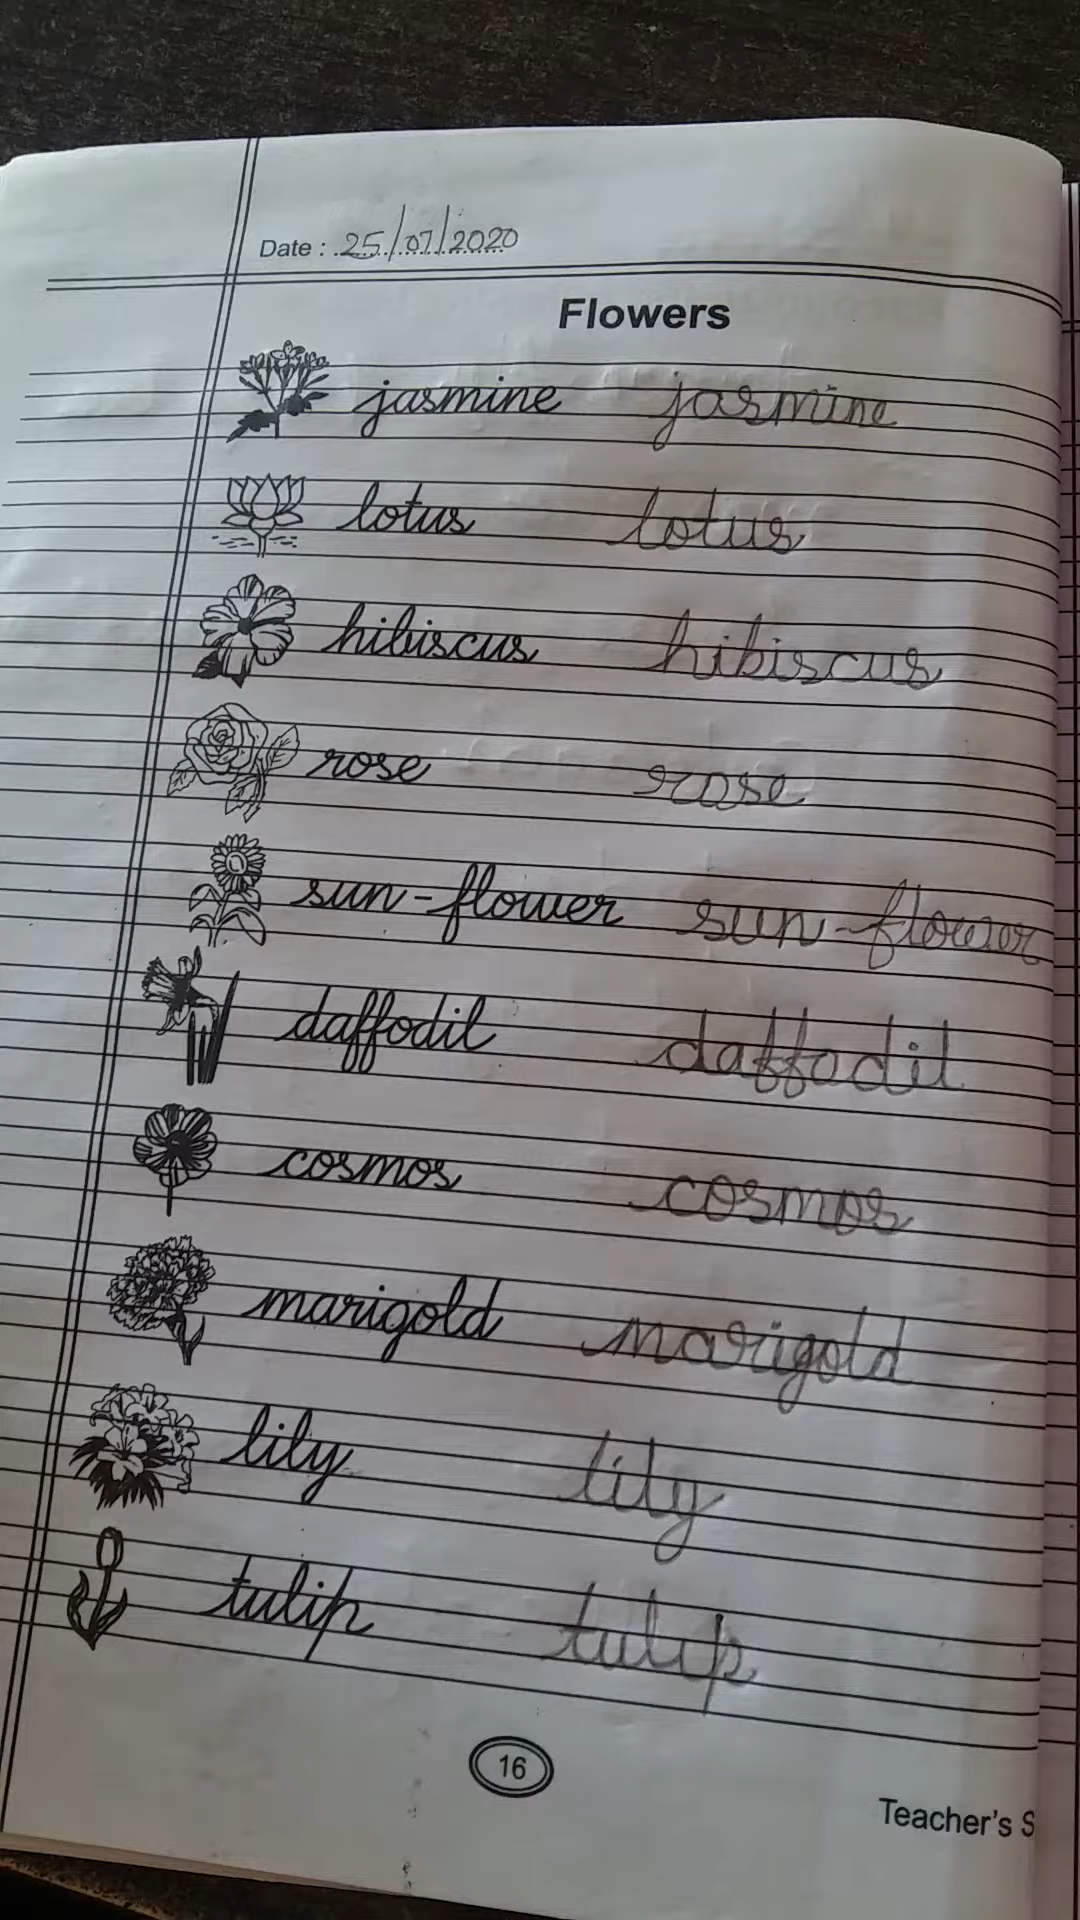 Date : 25/07/2020
Flowers
jasmine jasmine
lotus lotus
hibiscus hibiscus
rose rose
sun-flower sun-flower
daffodil daffodil
cosmos cosmos
marigold marigold
lily lily
tulip tulip
16
Teacher's S